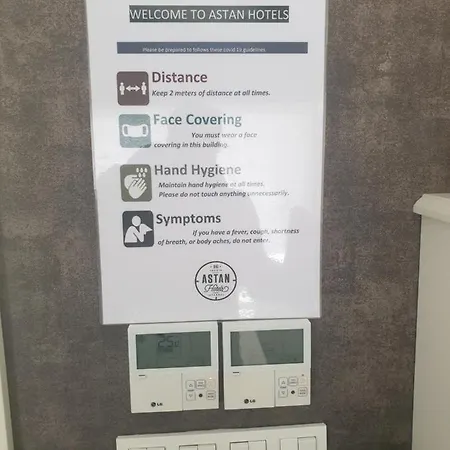 WELCOME TO ASTAN HOTELS
Please be prepared to follows these covid 19 guidelines
Distance
Keep 2 meters of distance at all times.
Face Covering
You must wear a face
covering in this building.
Hand Hygiene
Maintain hand hygiene at all times.
Please do not touch anything unnecessarily.
Symptoms
If you have a fever, cough, shortness
of breath, or body aches, do not enter.
ASTAN
Hotels
LG
LG